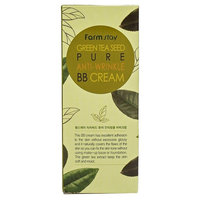 Farm stay
GREEN TEA SEED
PURE
ANTI-WRINKLE
BB CREAM
This BB cream has excellent adhesion
to the skin without excessive gloss
and it naturally covers the flaws of the
skin so you can fix the skin tone without
using make-up base or foundation.
The green tea extract keep the skin
soft and moist.